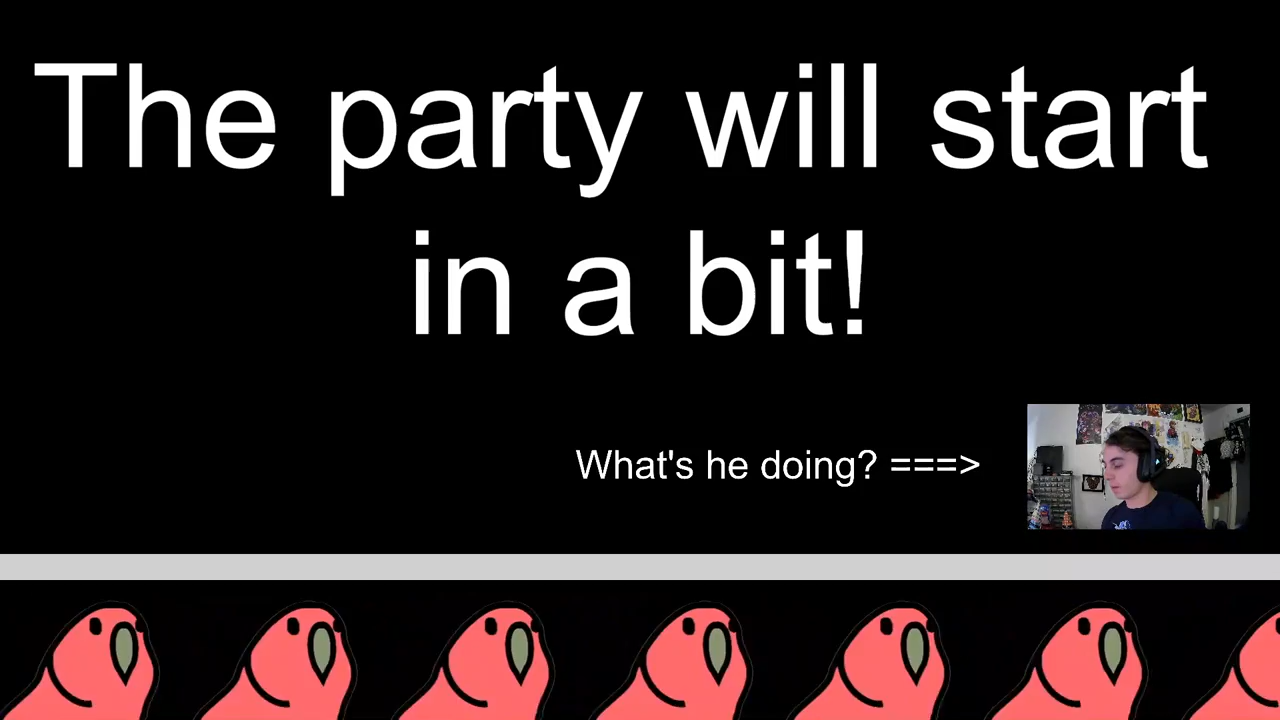 The party will start
in a bit!
What's he doing? ===>